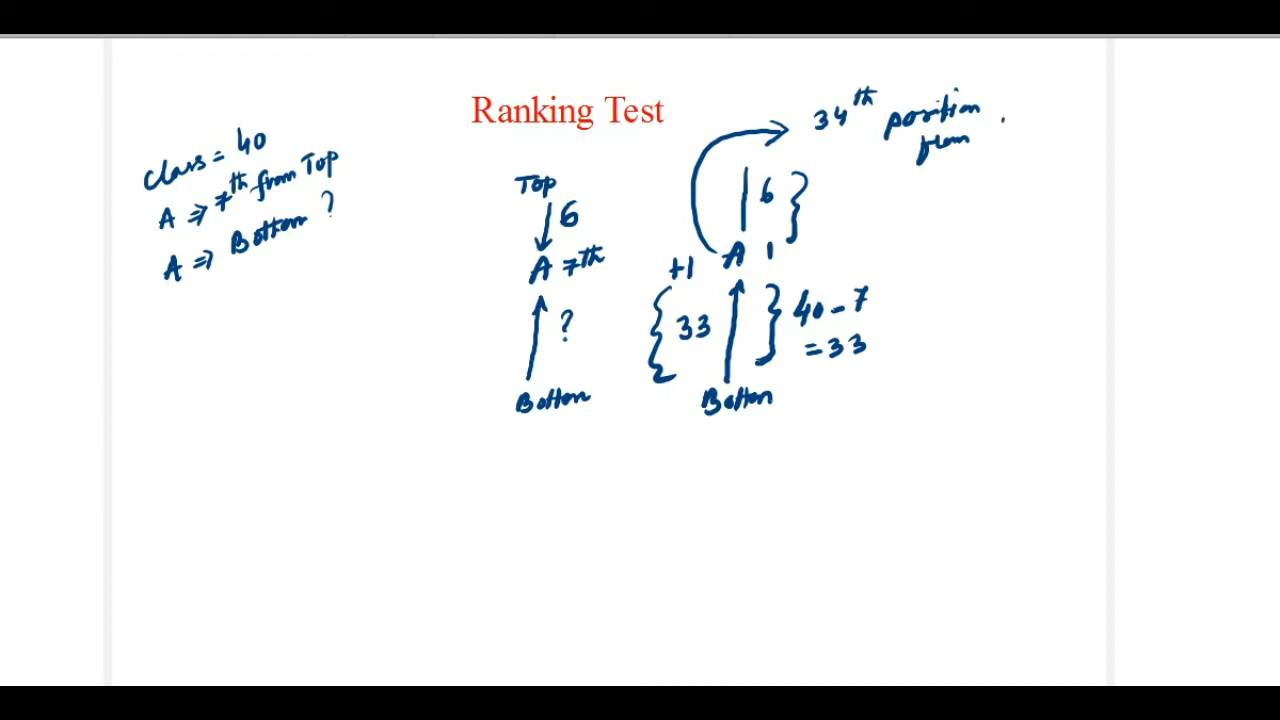 Ranking Test
class = 40
A ⇒ 7th from Top
A ⇒ Bottom ?
Top
6
A 7th
?
Bottom
34th position
from
6
+1 A 1
33
40 - 7
= 33
Bottom